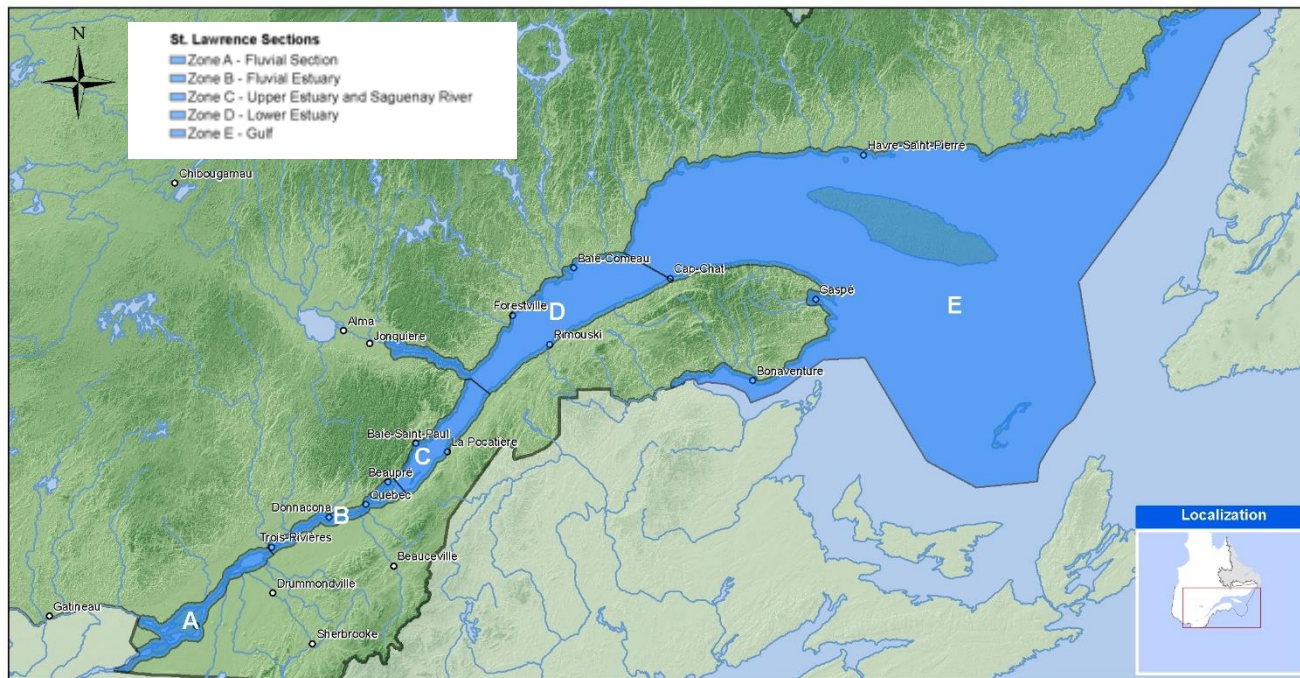 N
St. Lawrence Sections
Zone A - Fluvial Section
Zone B - Fluvial Estuary
Zone C - Upper Estuary and Saguenay River
Zone D - Lower Estuary
Zone E - Gulf
Chibougamau
Havre-Saint-Pierre
Baie-Comeau
Cap-Chat
Gaspé
Forestville
D
E
Alma
Jonquière
Rimouski
Bonaventure
Baie-Saint-Paul
La Pocatière
C
Beaupré
Québec
Donnacona
B
Localization
Trois-Rivières
Beauceville
Drummondville
Gatineau
A
Sherbrooke